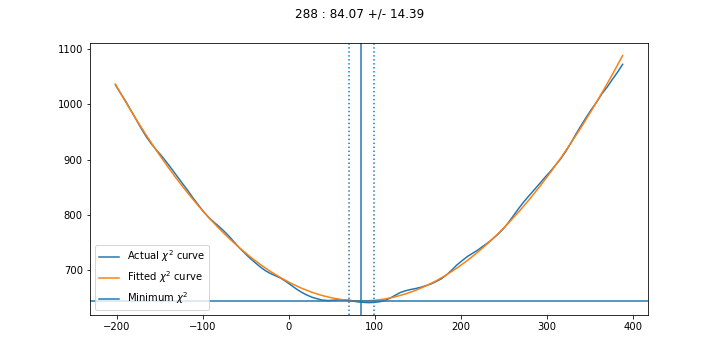 288 : 84.07 +/- 14.39
1100
1000
900
800
700
Actual χ² curve
Fitted χ² curve
Minimum χ²
−200 −100 0 100 200 300 400